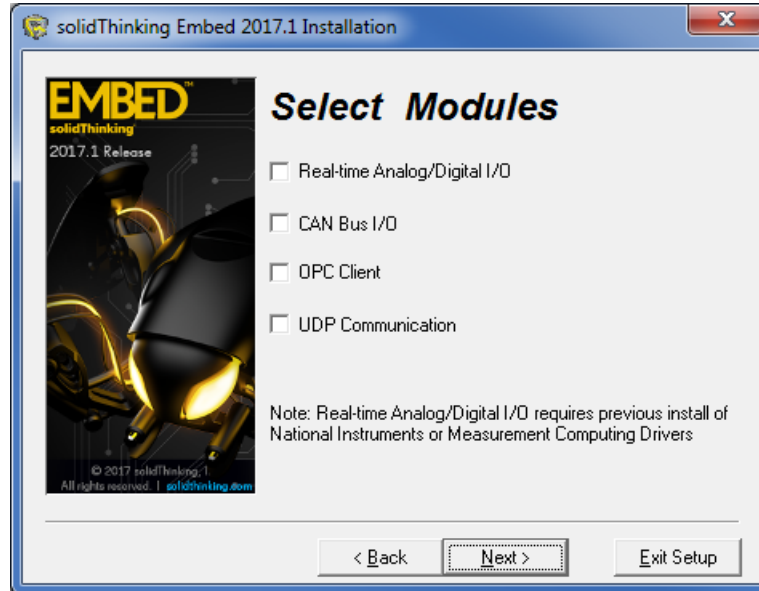 solidThinking Embed 2017.1 Installation
EMBED™
solidThinking
2017.1 Release
Select Modules
Real-time Analog/Digital I/O
CAN Bus I/O
OPC Client
UDP Communication
Note: Real-time Analog/Digital I/O requires previous install of
National Instruments or Measurement Computing Drivers
© 2017 solidThinking, I
All rights reserved. | solidthinking.com
< Back
Next >
Exit Setup